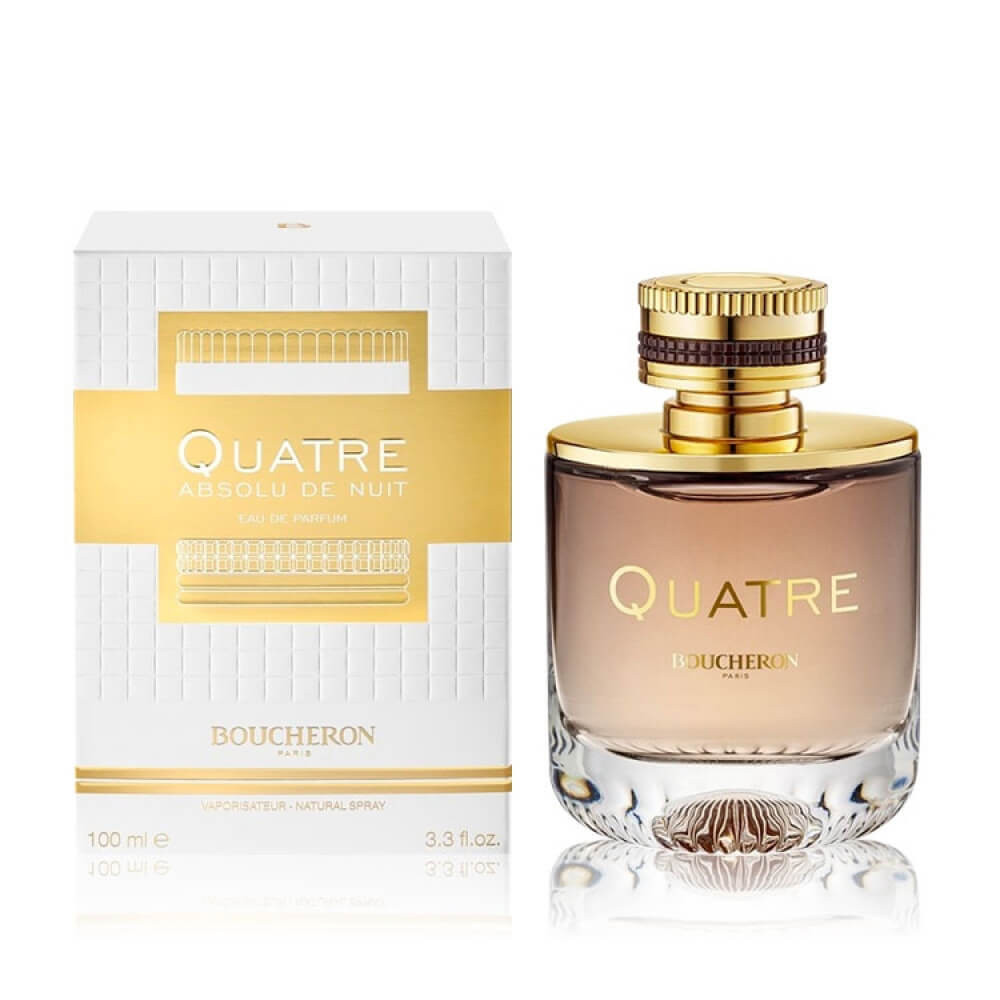 B
QUATRE
ABSOLU DE NUIT
EAU DE PARFUM
BOUCHERON
PARIS
VAPORISATEUR - NATURAL SPRAY
100 ml e 3.3 fl.oz.
QUATRE
BOUCHERON
PARIS